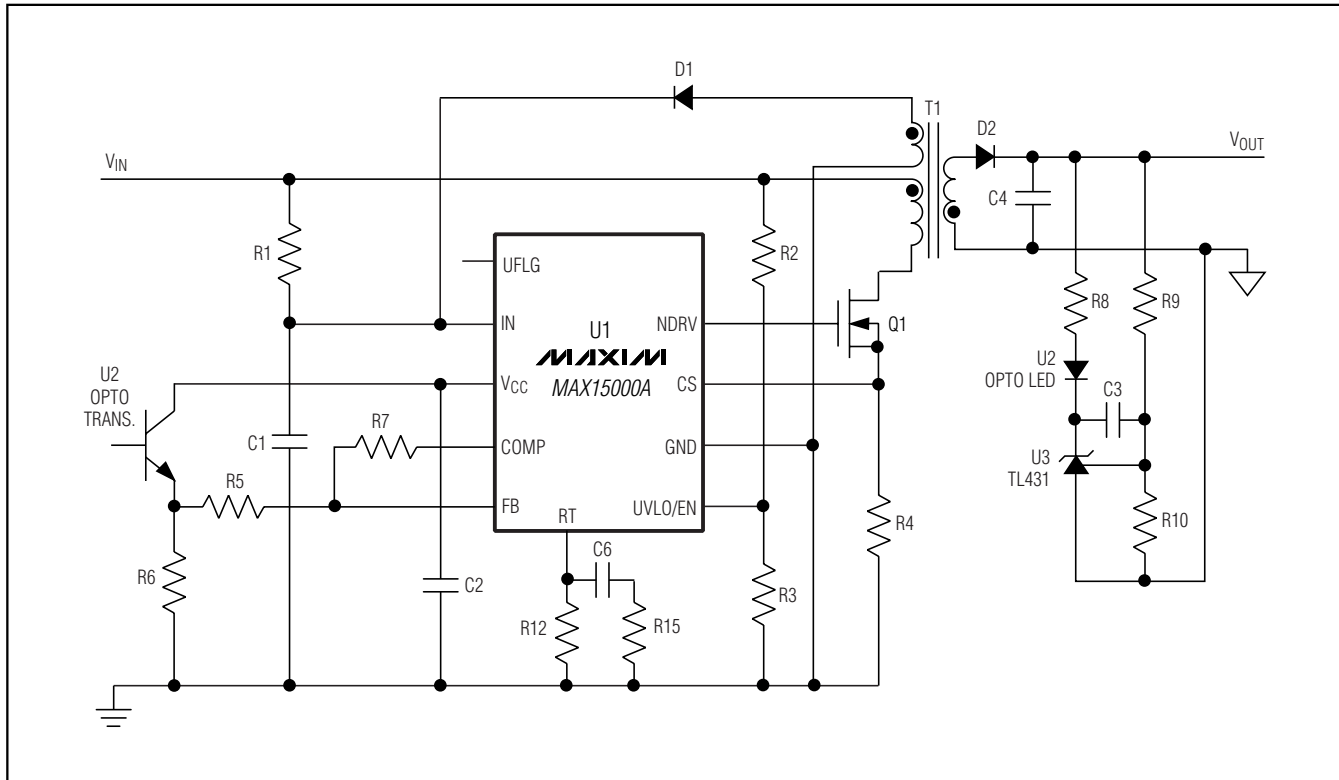 D1
T1
D2
VIN
VOUT
C4
R1
UFLG
R2
R8
R9
IN
U1
NDRV
Q1
MAXIM
U2
OPTO
TRANS.
VCC
MAX15000A
CS
U2
OPTO LED
C3
C1
R7
COMP
GND
U3
TL431
R5
FB
RT
UVLO/EN
R4
R10
R6
C2
C6
R12
R15
R3